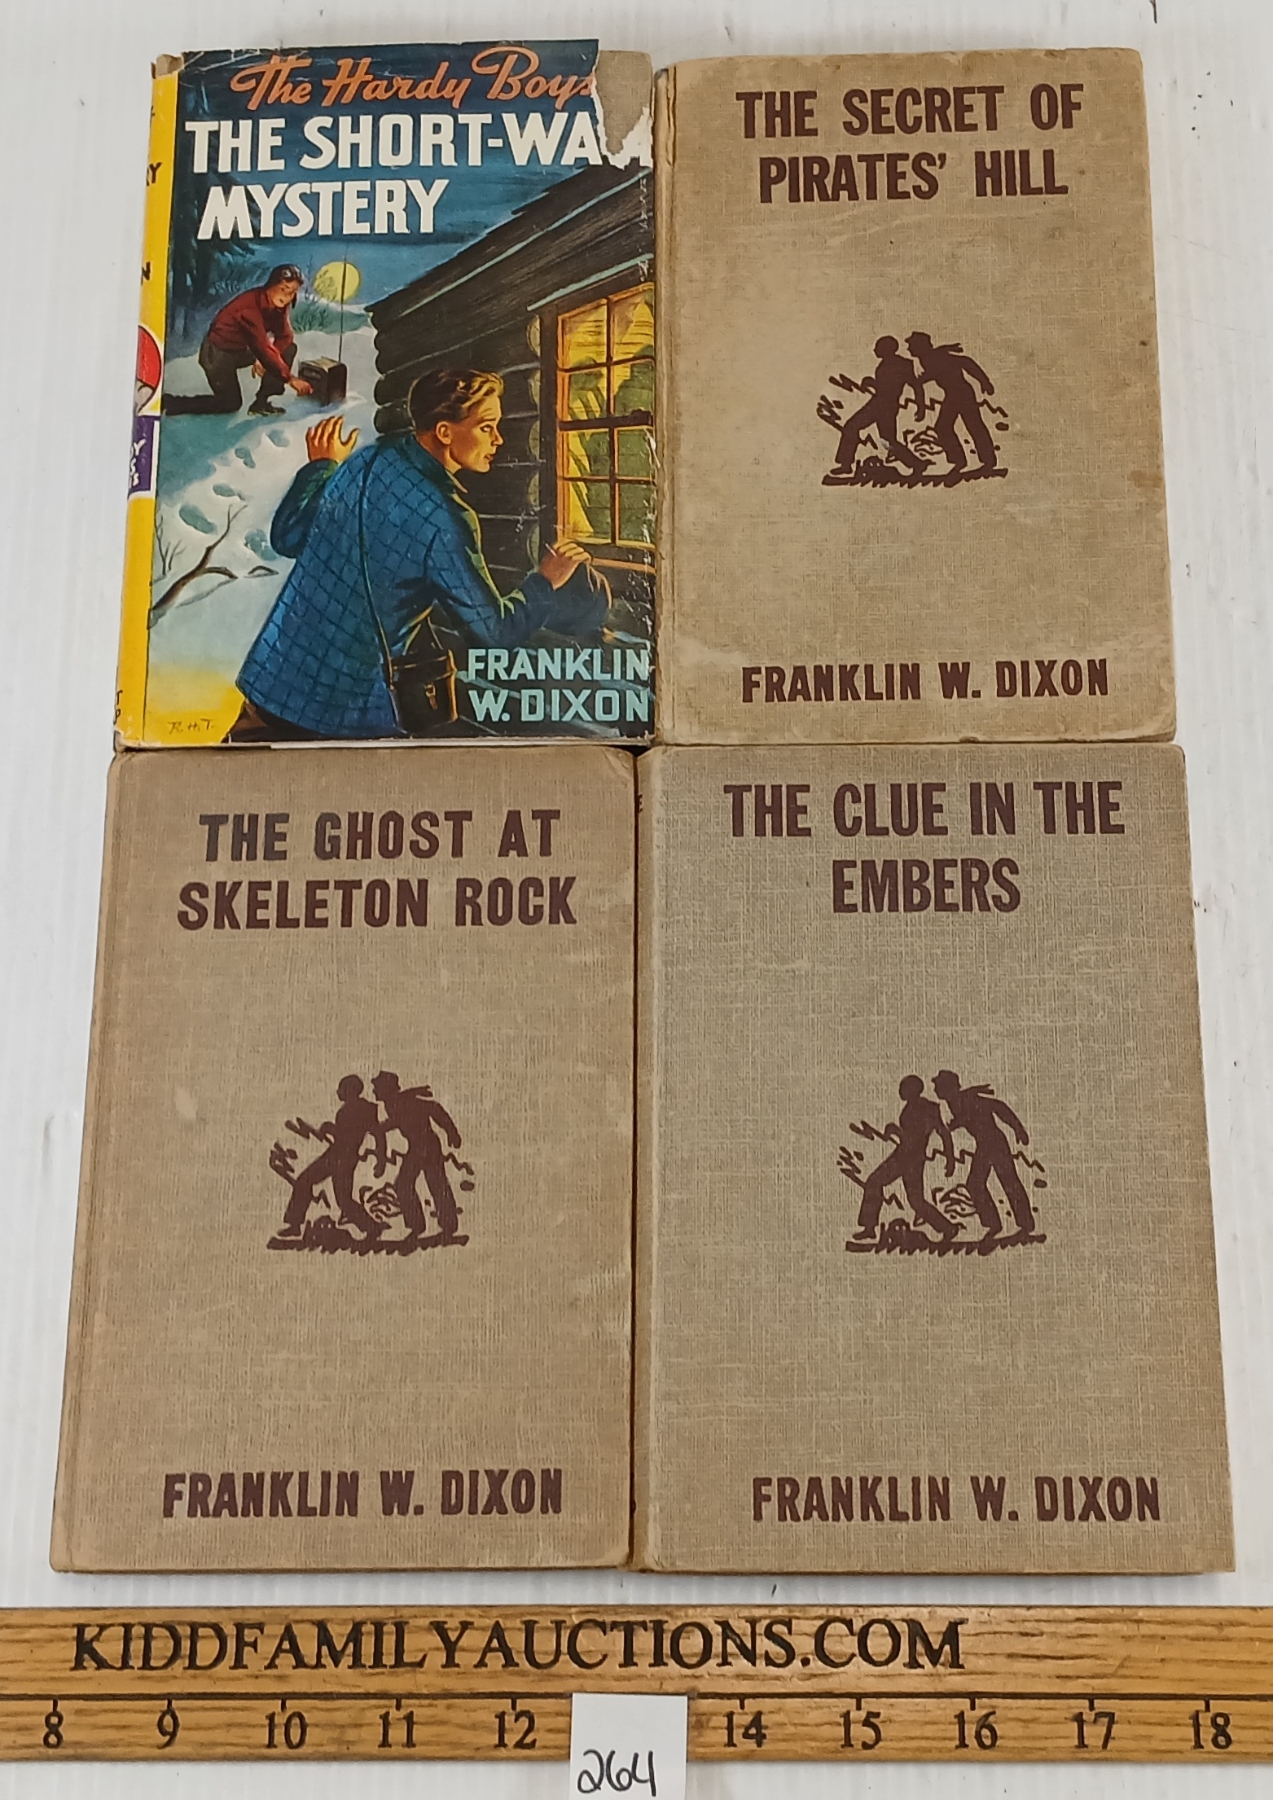 The Hardy Boys
THE SHORT-WA
MYSTERY
FRANKLIN
W. DIXON
R.H.T.
THE SECRET OF
PIRATES' HILL
FRANKLIN W. DIXON
THE GHOST AT
SKELETON ROCK
FRANKLIN W. DIXON
THE CLUE IN THE
EMBERS
FRANKLIN W. DIXON
KIDDFAMILYAUCTIONS.COM
8 9 10 11 12 14 15 16 17 18
264